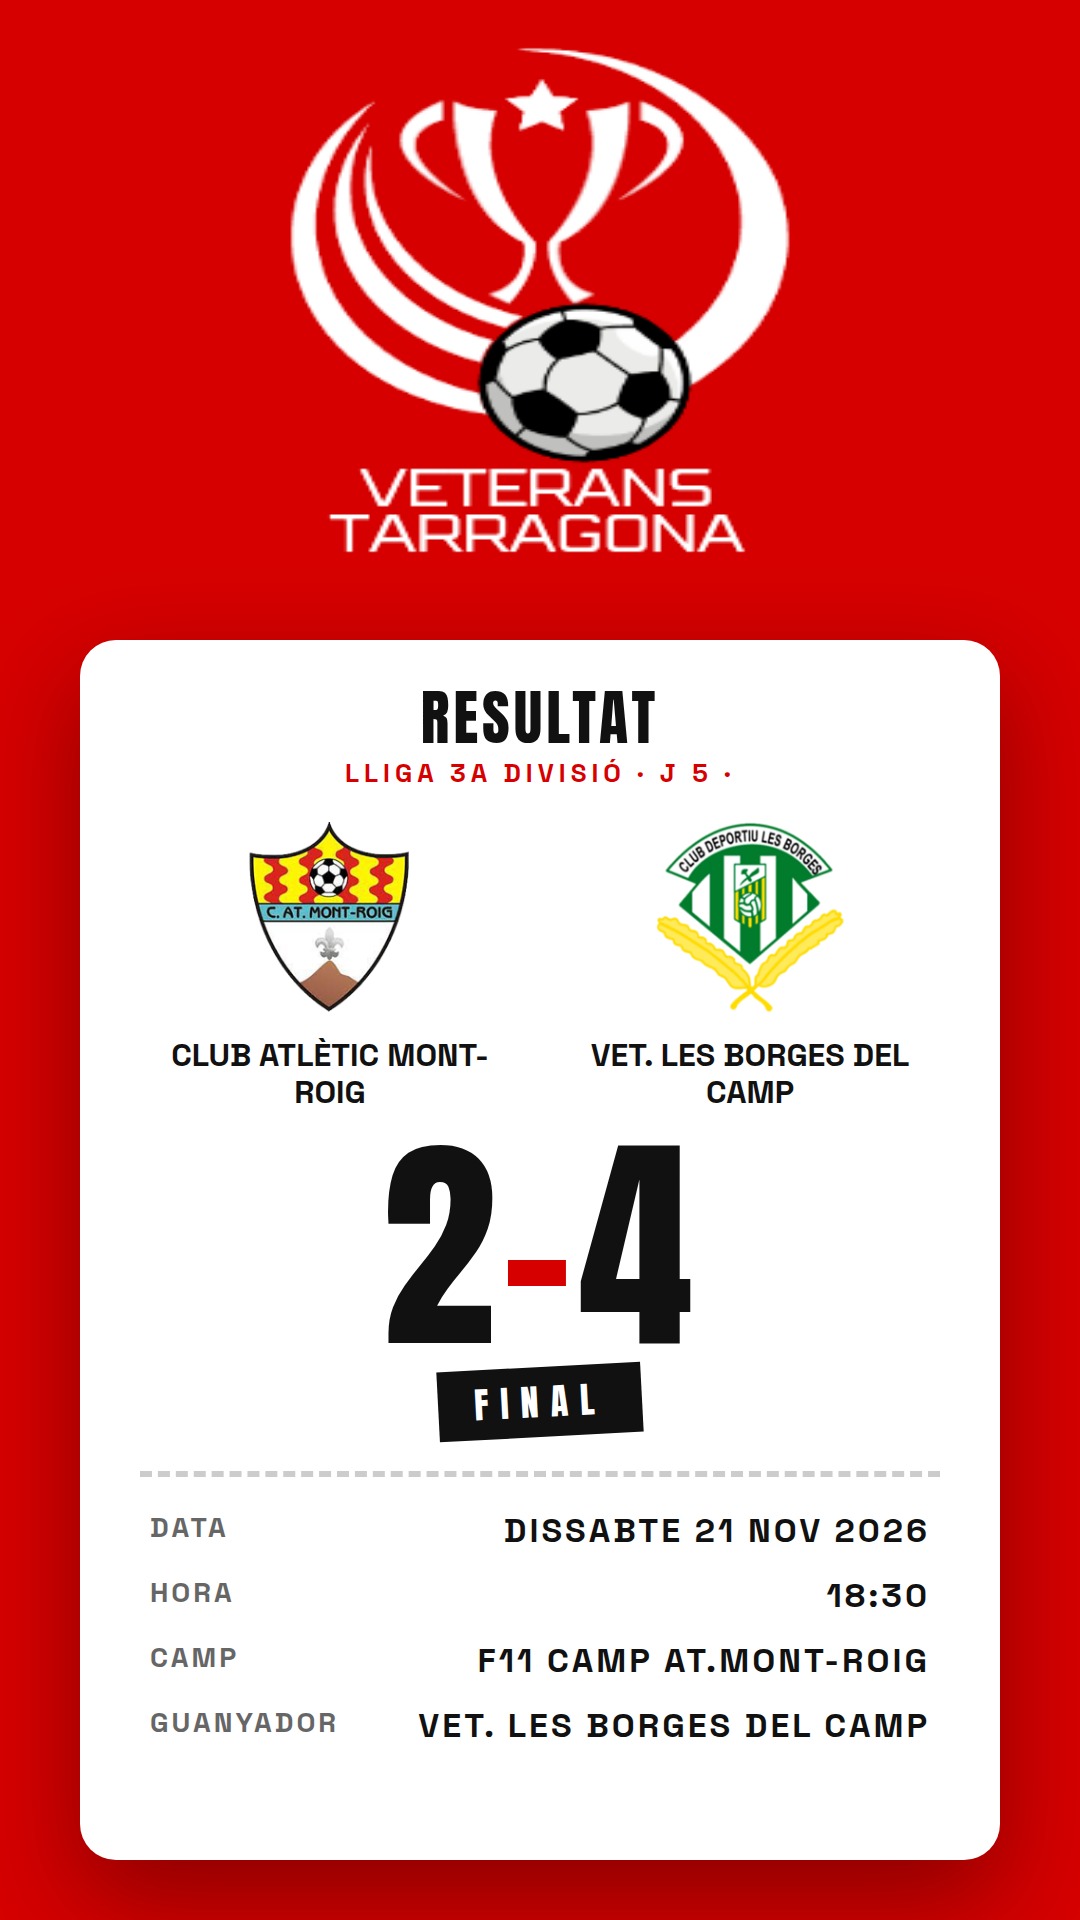 VETERANS
TARRAGONA
RESULTAT
LLIGA 3A DIVISIÓ · J 5 ·
C. AT. MONT-ROIG
CLUB DEPORTIU LES BORGES
CLUB ATLÈTIC MONT-
ROIG
VET. LES BORGES DEL
CAMP
2-4
FINAL
DATA DISSABTE 21 NOV 2026
HORA 18:30
CAMP F11 CAMP AT.MONT-ROIG
GUANYADOR VET. LES BORGES DEL CAMP